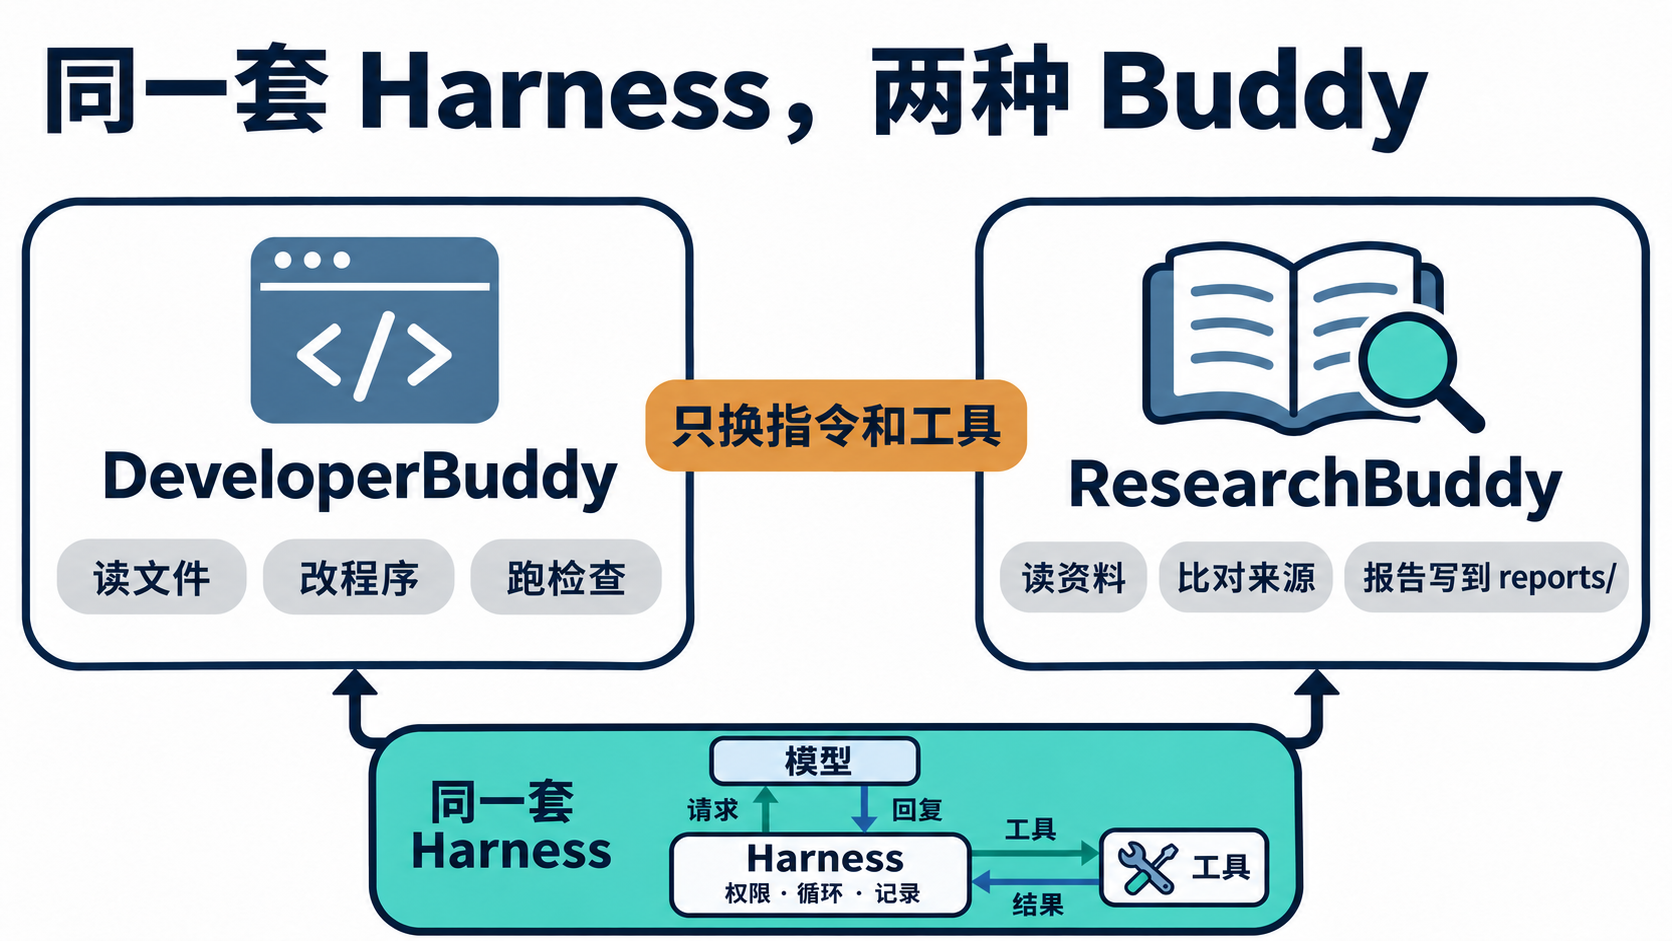 同一套 Harness，两种 Buddy
</>
DeveloperBuddy
读文件
改程序
跑检查
只换指令和工具
ResearchBuddy
读资料
比对来源
报告写到 reports/
同一套
Harness
模型
请求
回复
Harness
权限 · 循环 · 记录
工具
结果
工具